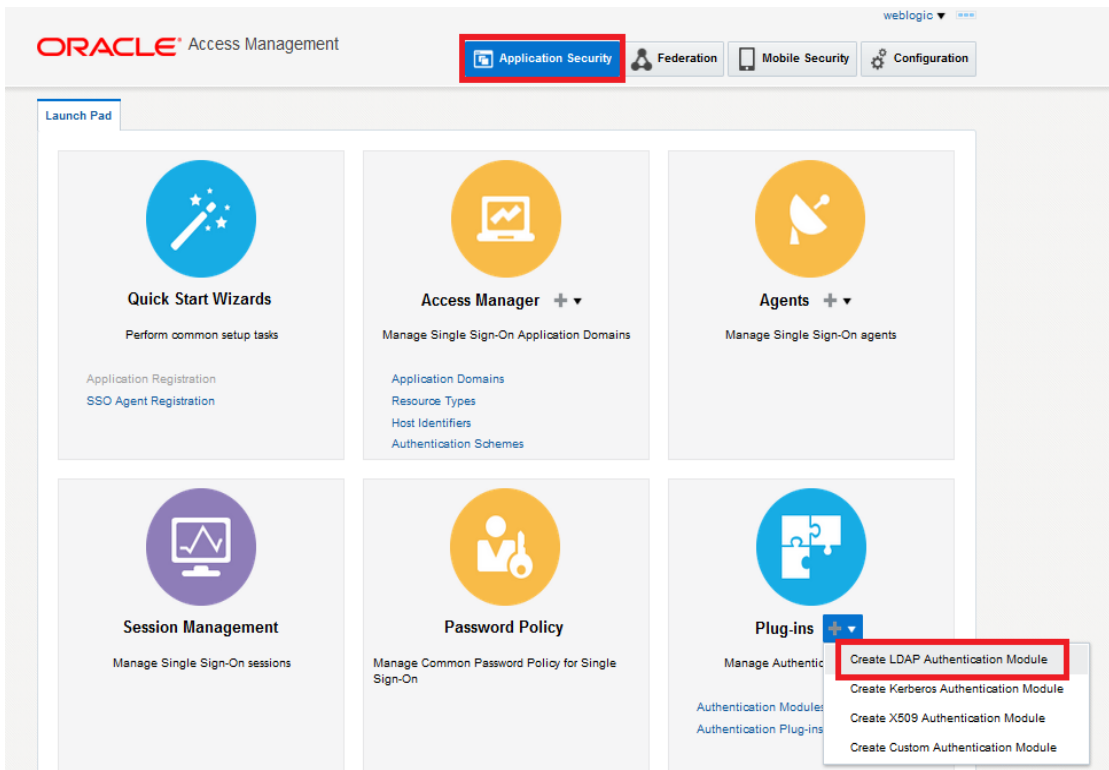 weblogic
ORACLE® Access Management
Application Security
Federation
Mobile Security
Configuration
Launch Pad
Quick Start Wizards
Perform common setup tasks
Application Registration
SSO Agent Registration
Access Manager
Manage Single Sign-On Application Domains
Application Domains
Resource Types
Host Identifiers
Authentication Schemes
Agents
Manage Single Sign-On agents
Session Management
Manage Single Sign-On sessions
Password Policy
Manage Common Password Policy for Single
Sign-On
Plug-ins
Manage Authentic
Authentication Modules
Authentication Plug-ins
Create LDAP Authentication Module
Create Kerberos Authentication Module
Create X509 Authentication Module
Create Custom Authentication Module